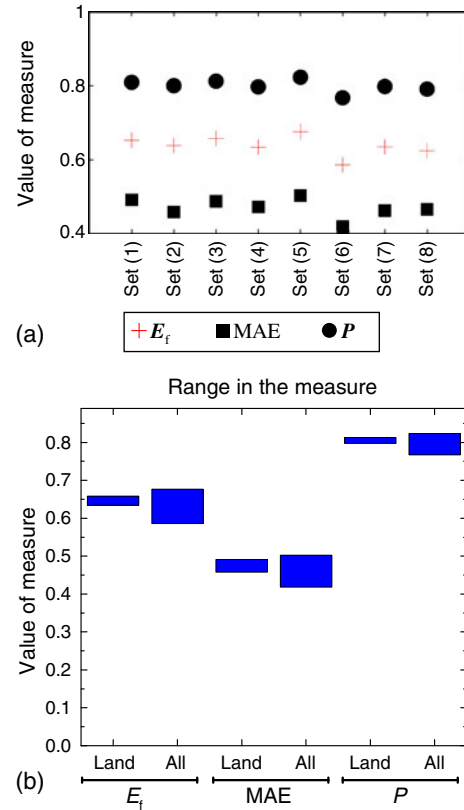 1
0.8
0.6
0.4
Value of measure
Set (1) Set (2) Set (3) Set (4) Set (5) Set (6) Set (7) Set (8)
(a)
Ef MAE P
Range in the measure
0.8
0.7
0.6
0.5
0.4
0.3
0.2
0.1
0.0
Value of measure
Land All Land All Land All
(b)
Ef MAE P